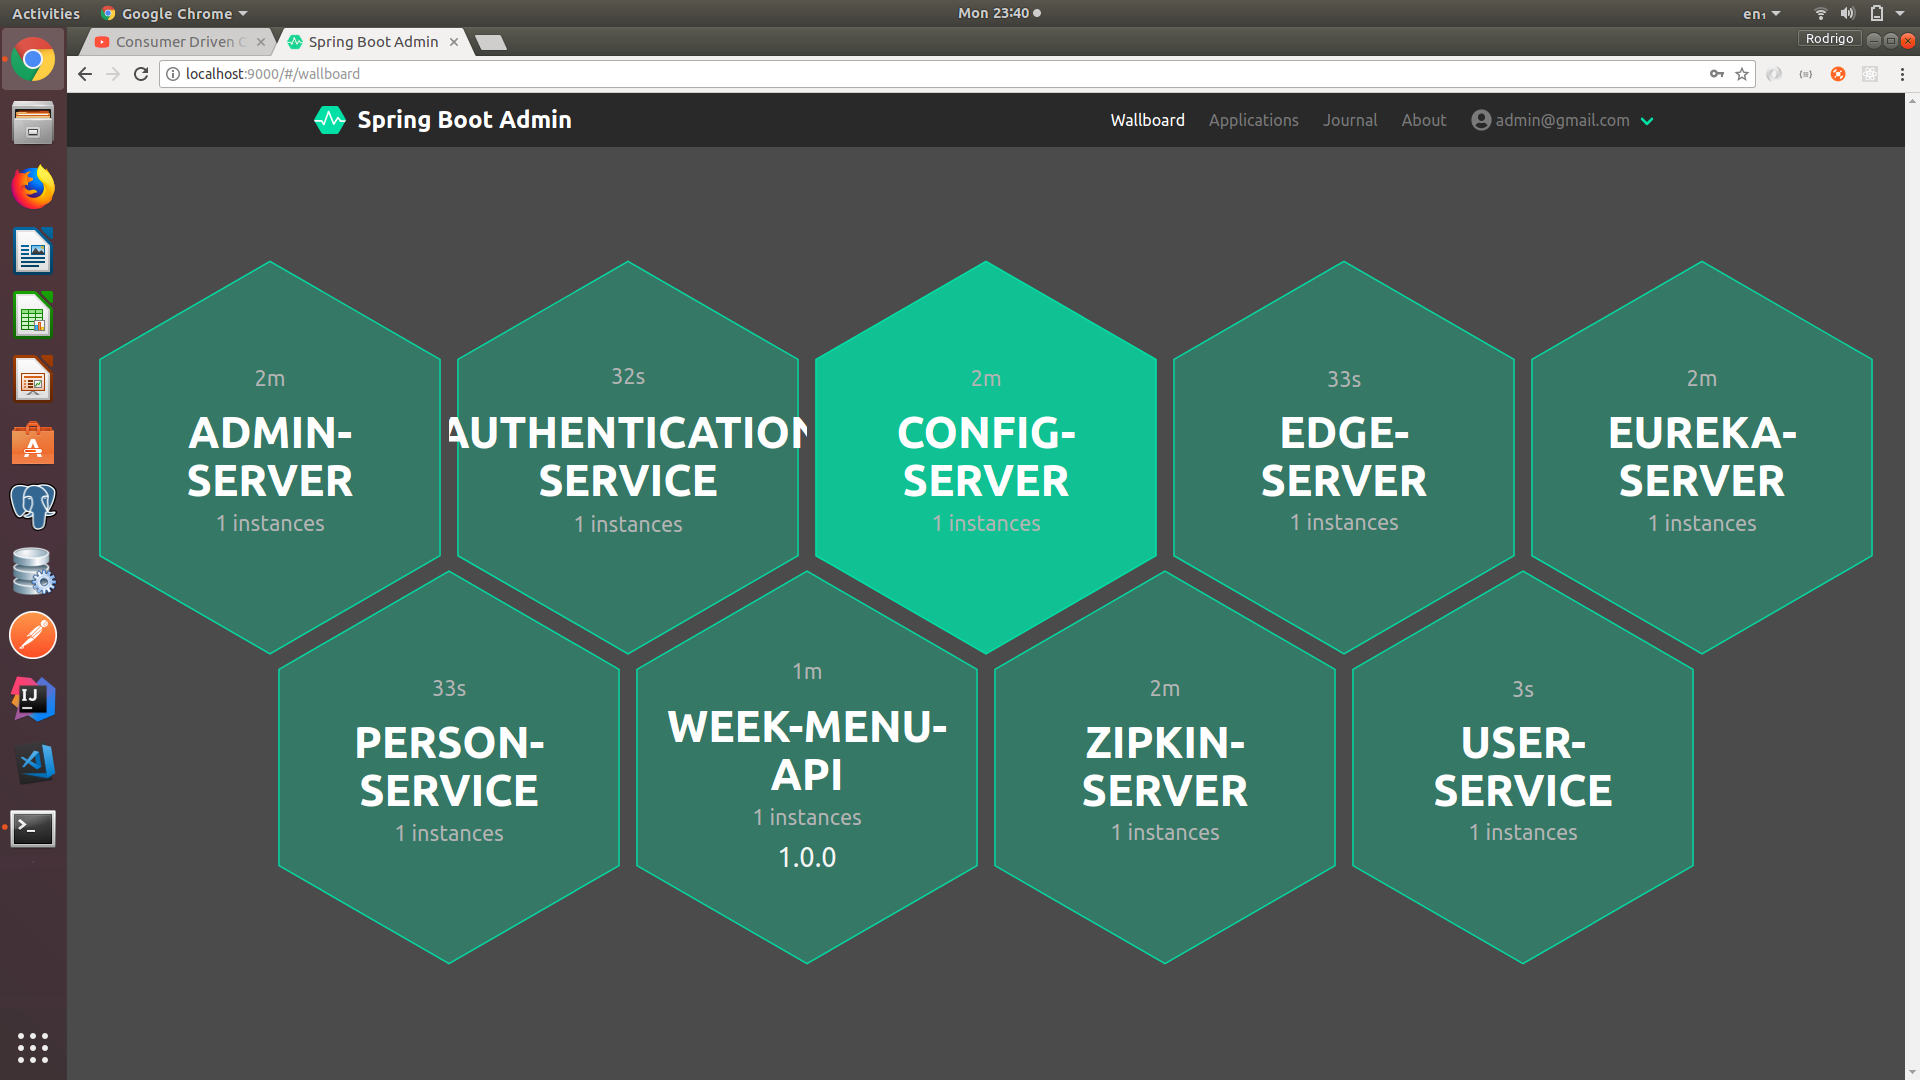 Activities
Google Chrome
Mon 23:40
en₁
Consumer Driven C
Spring Boot Admin
Rodrigo
localhost:9000/#/wallboard
Spring Boot Admin
Wallboard
Applications
Journal
About
admin@gmail.com
2m
ADMIN-
SERVER
1 instances
32s
AUTHENTICATION
SERVICE
1 instances
2m
CONFIG-
SERVER
1 instances
33s
EDGE-
SERVER
1 instances
2m
EUREKA-
SERVER
1 instances
33s
PERSON-
SERVICE
1 instances
1m
WEEK-MENU-
API
1 instances
1.0.0
2m
ZIPKIN-
SERVER
1 instances
3s
USER-
SERVICE
1 instances
IJ